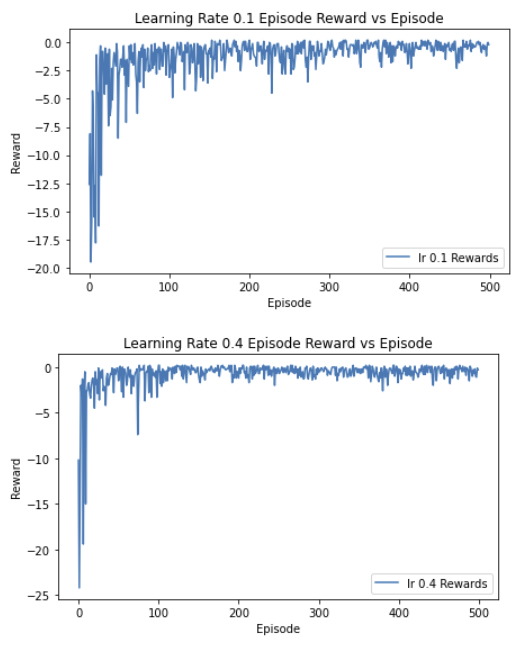 Learning Rate 0.1 Episode Reward vs Episode
0.0
−2.5
−5.0
−7.5
−10.0
−12.5
−15.0
−17.5
−20.0
Reward
lr 0.1 Rewards
0 100 200 300 400 500
Episode
Learning Rate 0.4 Episode Reward vs Episode
0
−5
−10
−15
−20
−25
Reward
lr 0.4 Rewards
0 100 200 300 400 500
Episode